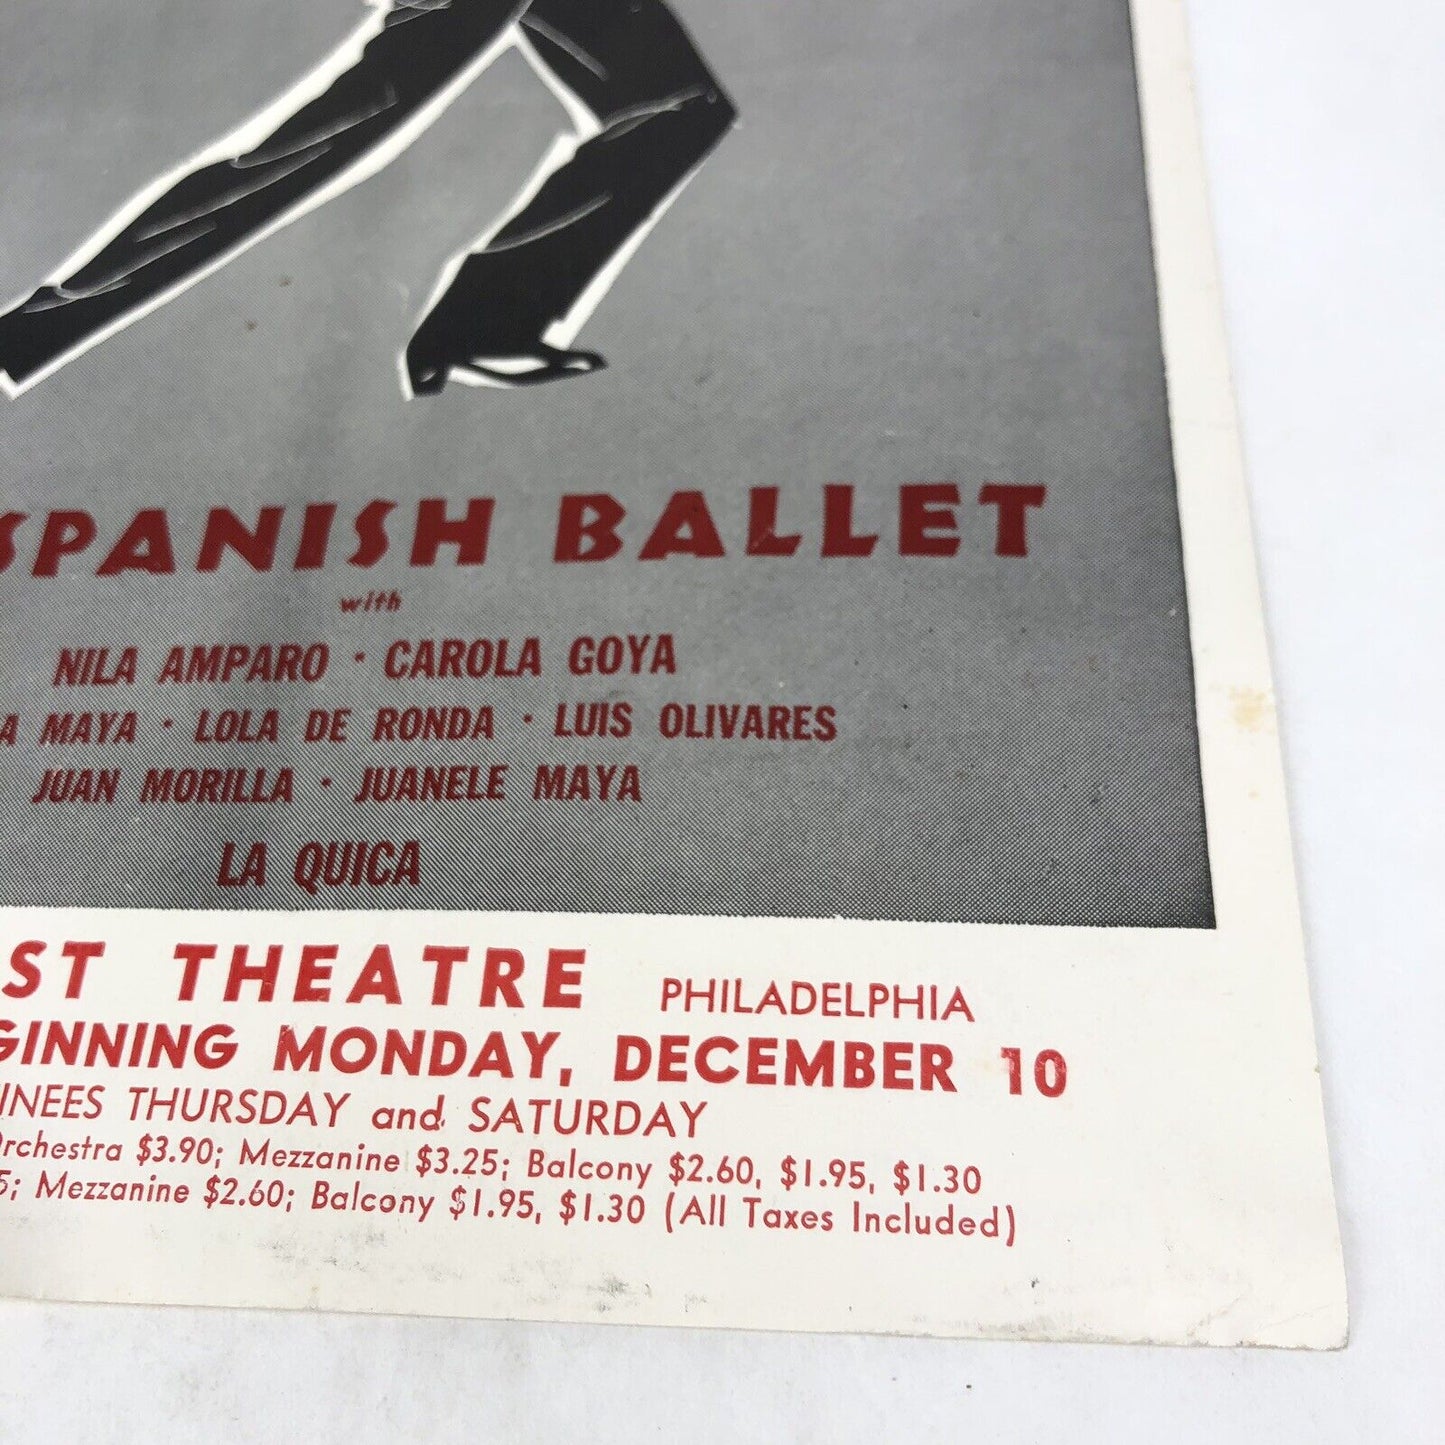 SPANISH BALLET
with
NILA AMPARO · CAROLA GOYA
A MAYA · LOLA DE RONDA · LUIS OLIVARES
JUAN MORILLA · JUANELE MAYA
LA QUICA
ST THEATRE PHILADELPHIA
GINNING MONDAY, DECEMBER 10
INEES THURSDAY and SATURDAY
Orchestra $3.90; Mezzanine $3.25; Balcony $2.60, $1.95, $1.30
5; Mezzanine $2.60; Balcony $1.95, $1.30 (All Taxes Included)